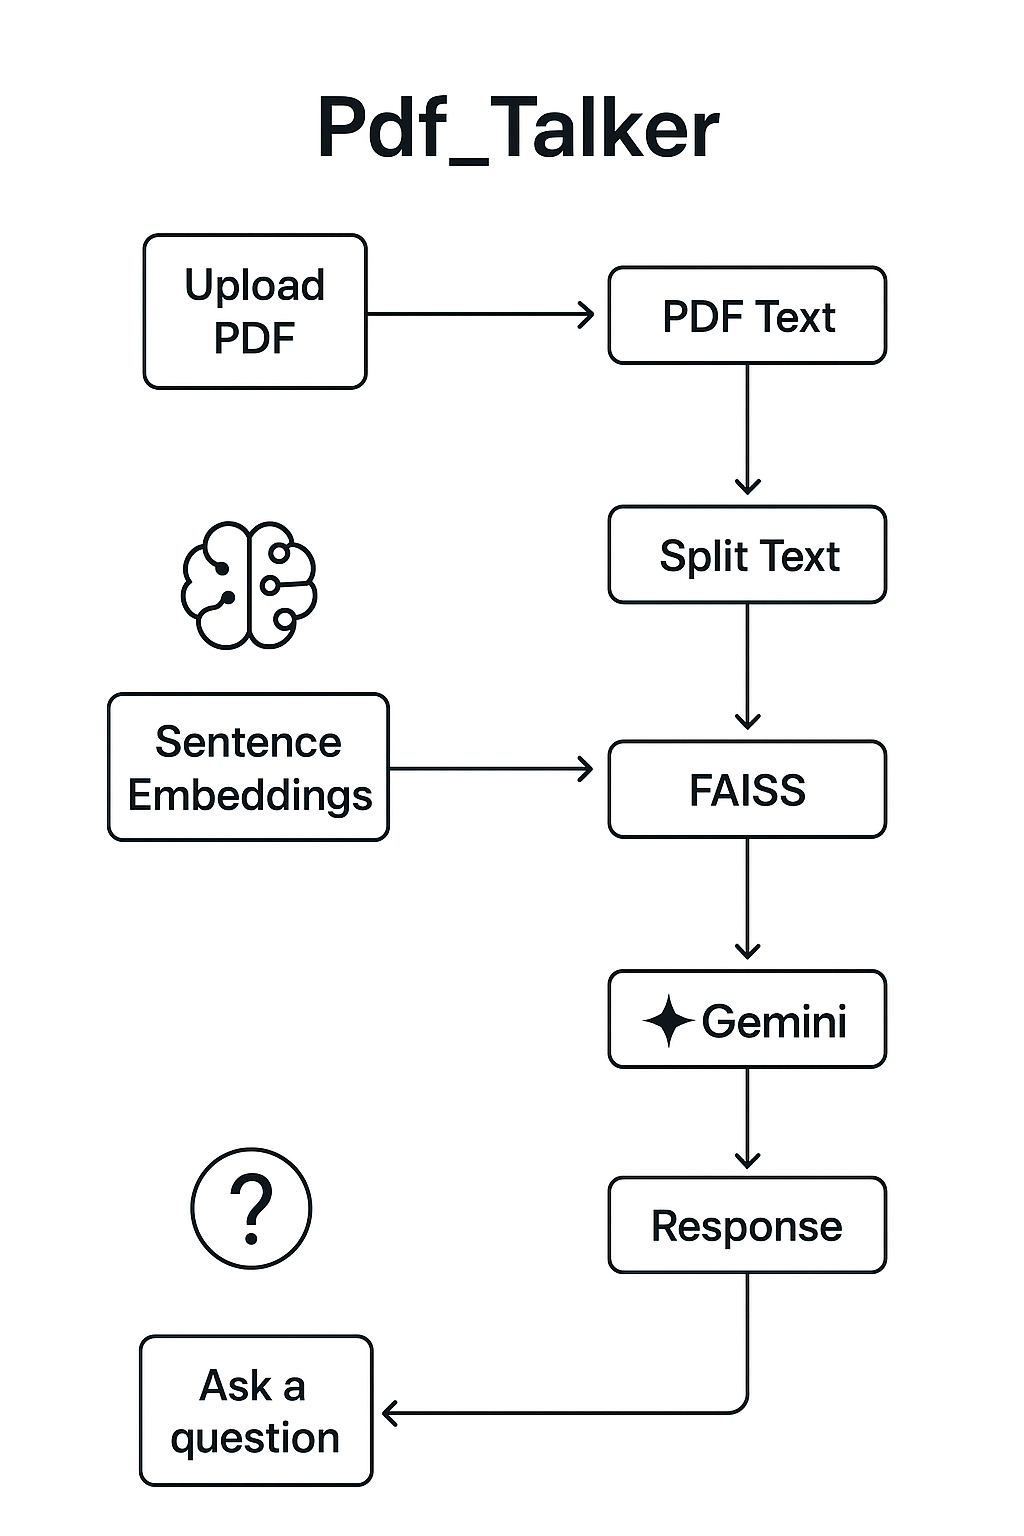 Pdf_Talker
Upload
PDF
PDF Text
Split Text
Sentence
Embeddings
FAISS
Gemini
?
Response
Ask a
question